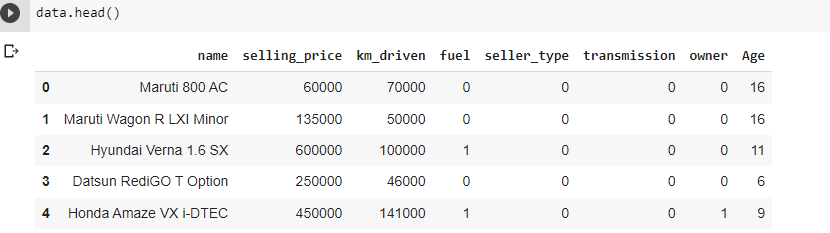 data.head()
name selling_price km_driven fuel seller_type transmission owner Age
0 Maruti 800 AC 60000 70000 0 0 0 0 16
1 Maruti Wagon R LXI Minor 135000 50000 0 0 0 0 16
2 Hyundai Verna 1.6 SX 600000 100000 1 0 0 0 11
3 Datsun RediGO T Option 250000 46000 0 0 0 0 6
4 Honda Amaze VX i-DTEC 450000 141000 1 0 0 1 9